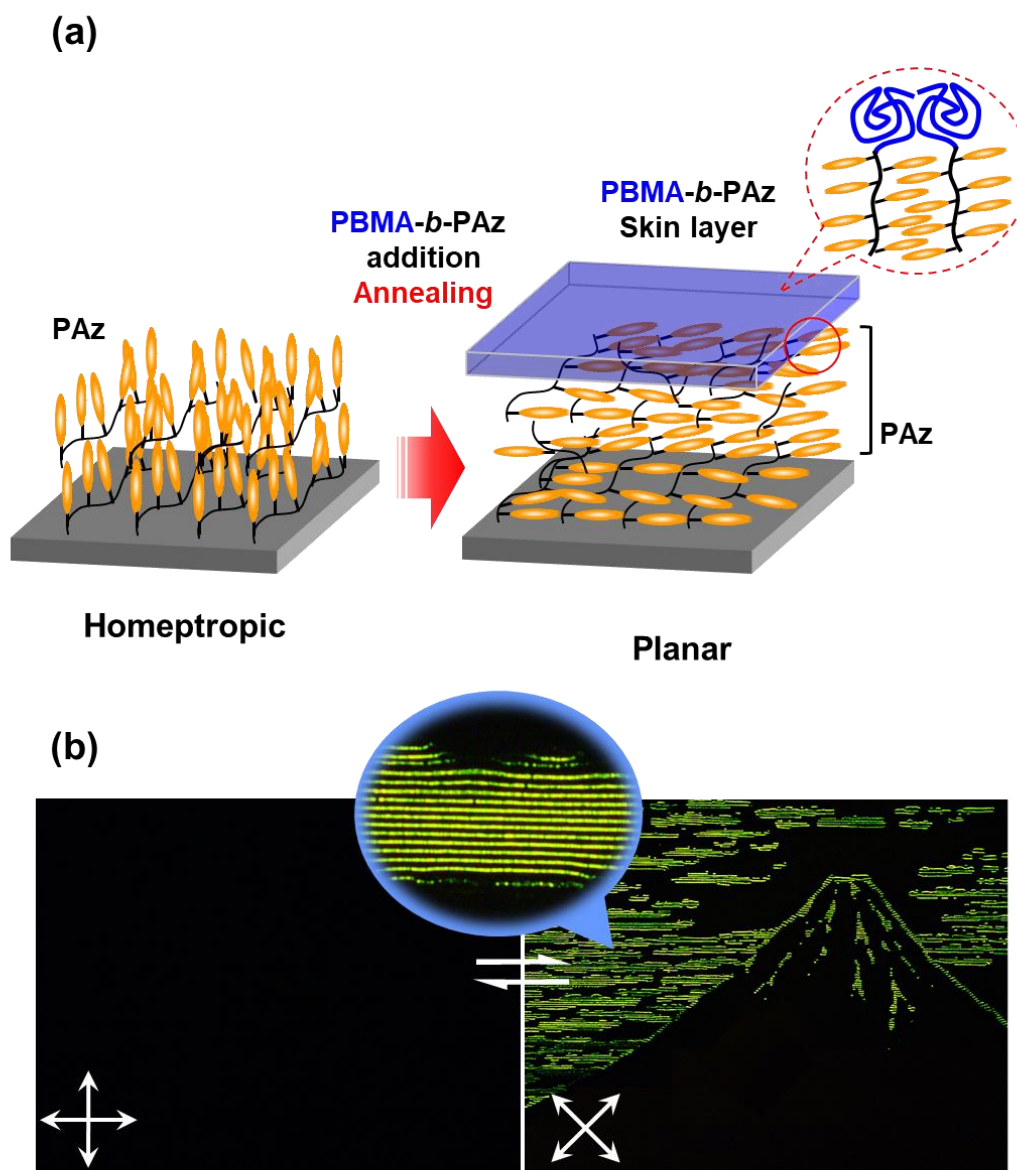 (a)
PBMA-b-PAz
Skin layer
PBMA-b-PAz
addition
Annealing
PAz
PAz
Homeptropic
Planar
(b)